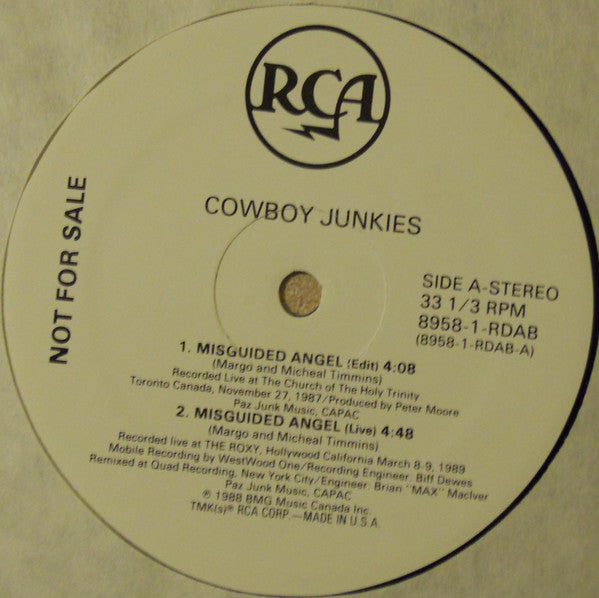 RCA
COWBOY JUNKIES
NOT FOR SALE
SIDE A-STEREO
33 1/3 RPM
8958-1-RDAB
(8958-1-RDAB-A)
1. MISGUIDED ANGEL (Edit) 4:08
(Margo and Micheal Timmins)
Recorded Live at The Church of The Holy Trinity
Toronto Canada, November 27, 1987/Produced by Peter Moore
Paz Junk Music, CAPAC
2. MISGUIDED ANGEL (Live) 4:48
(Margo and Micheal Timmins)
Recorded live at THE ROXY, Hollywood California March 8-9, 1989
Mobile Recording by WestWood One/Recording Engineer: Biff Dewes
Remixed at Quad Recording, New York City/Engineer: Brian "MAX" MacIver
Paz Junk Music, CAPAC
℗ 1988 BMG Music Canada Inc.
TMK(s)® RCA CORP.—MADE IN U.S.A.